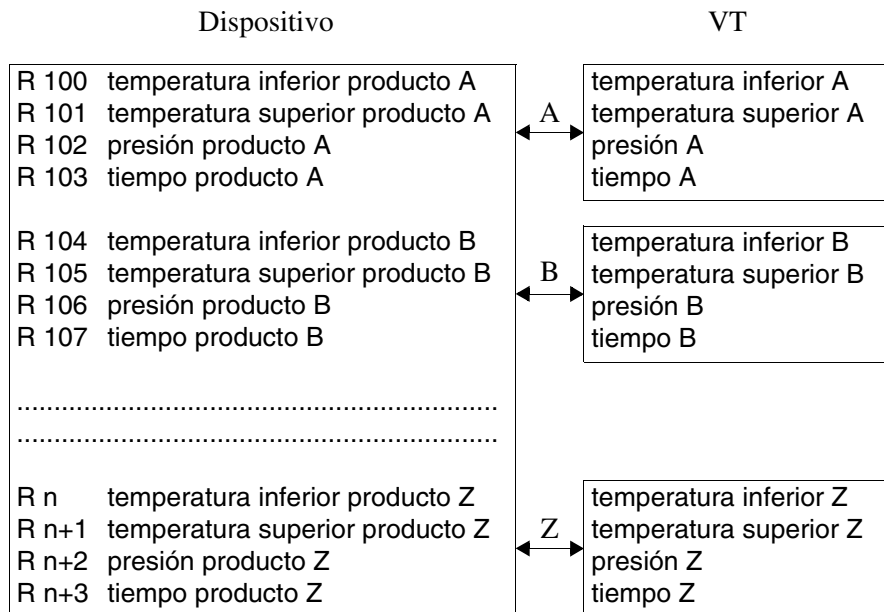 Dispositivo VT
R 100 temperatura inferior producto A
R 101 temperatura superior producto A
R 102 presión producto A
R 103 tiempo producto A
A
temperatura inferior A
temperatura superior A
presión A
tiempo A
R 104 temperatura inferior producto B
R 105 temperatura superior producto B
R 106 presión producto B
R 107 tiempo producto B
B
temperatura inferior B
temperatura superior B
presión B
tiempo B
.................................................................
.................................................................
R n temperatura inferior producto Z
R n+1 temperatura superior producto Z
R n+2 presión producto Z
R n+3 tiempo producto Z
Z
temperatura inferior Z
temperatura superior Z
presión Z
tiempo Z